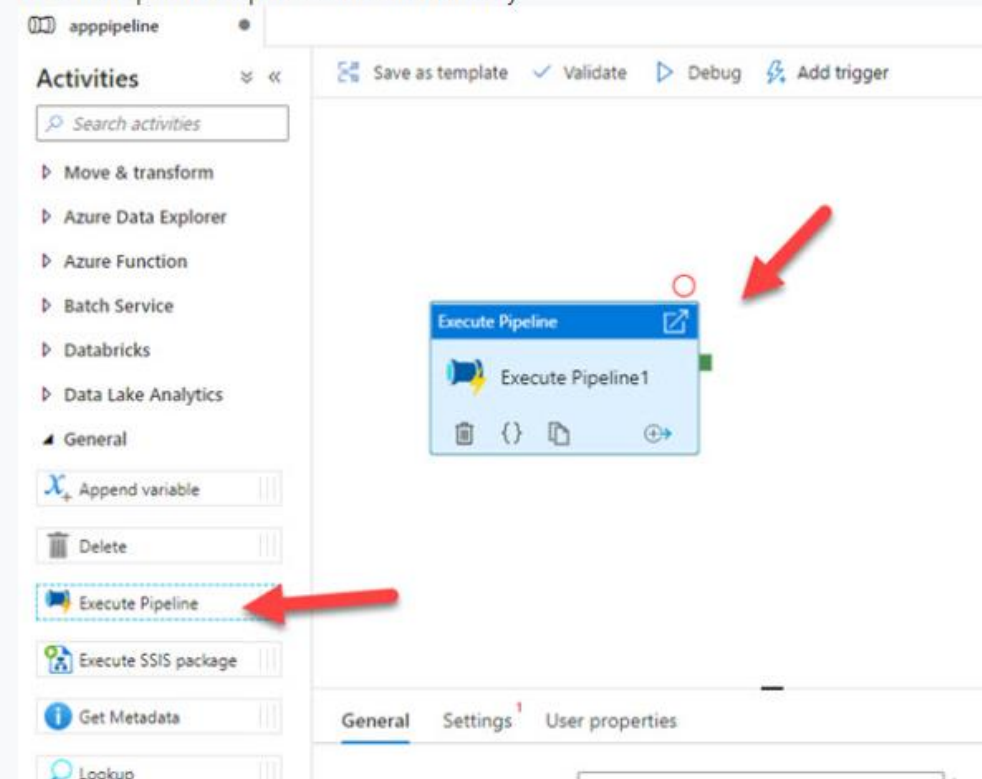 apppipeline
Activities
Save as template
Validate
Debug
Add trigger
Search activities
Move & transform
Azure Data Explorer
Azure Function
Batch Service
Databricks
Data Lake Analytics
General
Append variable
Delete
Execute Pipeline
Execute SSIS package
Get Metadata
Lookup
Execute Pipeline
Execute Pipeline1
General
Settings 1
User properties